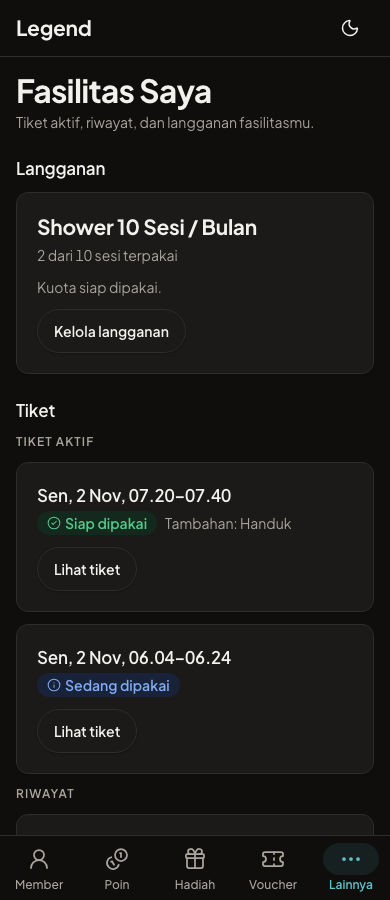 Legend
Fasilitas Saya
Tiket aktif, riwayat, dan langganan fasilitasmu.
Langganan
Shower 10 Sesi / Bulan
2 dari 10 sesi terpakai
Kuota siap dipakai.
Kelola langganan
Tiket
TIKET AKTIF
Sen, 2 Nov, 07.20–07.40
Siap dipakai Tambahan: Handuk
Lihat tiket
Sen, 2 Nov, 06.04–06.24
Sedang dipakai
Lihat tiket
RIWAYAT
Member Poin Hadiah Voucher Lainnya